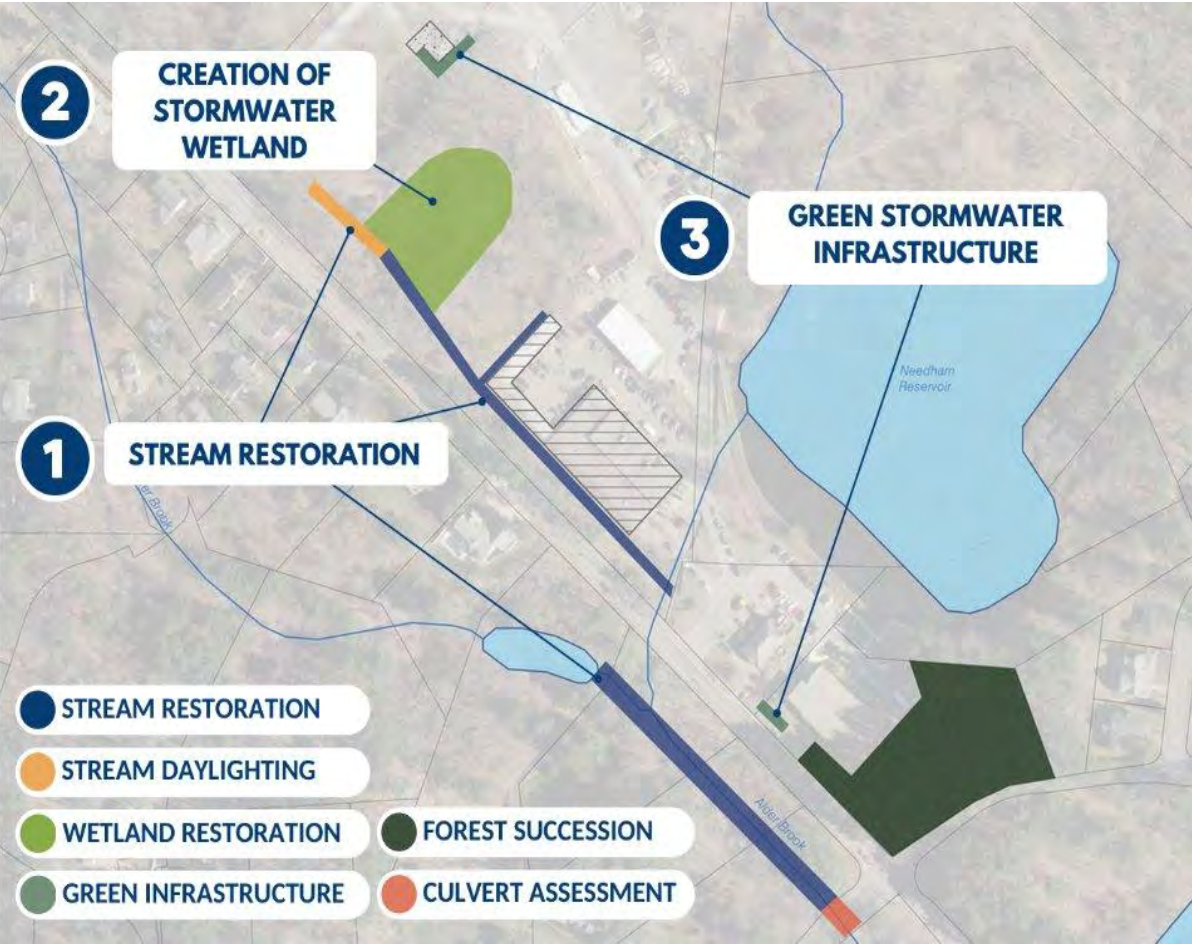 2
CREATION OF
STORMWATER
WETLAND
3
GREEN STORMWATER
INFRASTRUCTURE
Needham
Reservoir
1
STREAM RESTORATION
Brook
STREAM RESTORATION
STREAM DAYLIGHTING
WETLAND RESTORATION
FOREST SUCCESSION
GREEN INFRASTRUCTURE
CULVERT ASSESSMENT
Alder Brook